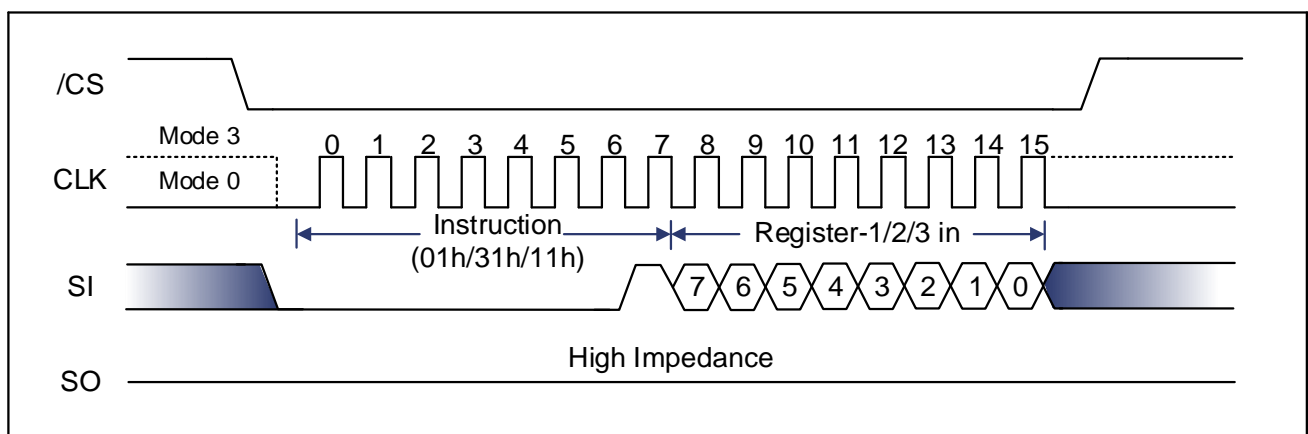 /CS
Mode 3
0 1 2 3 4 5 6 7 8 9 10 11 12 13 14 15
CLK
Mode 0
Instruction
(01h/31h/11h)
Register-1/2/3 in
SI
7 6 5 4 3 2 1 0
High Impedance
SO